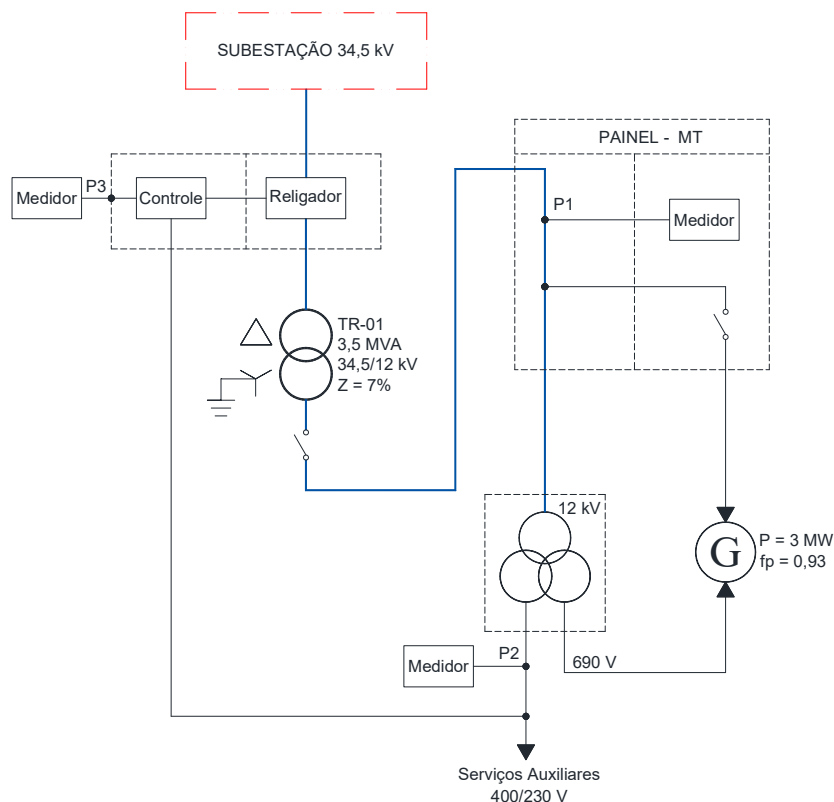 SUBESTAÇÃO 34,5 kV
PAINEL - MT
Medidor
P3
Controle
Religador
P1
Medidor
TR-01
3,5 MVA
34,5/12 kV
Z = 7%
12 kV
G
P = 3 MW
fp = 0,93
Medidor
P2
690 V
Serviços Auxiliares
400/230 V